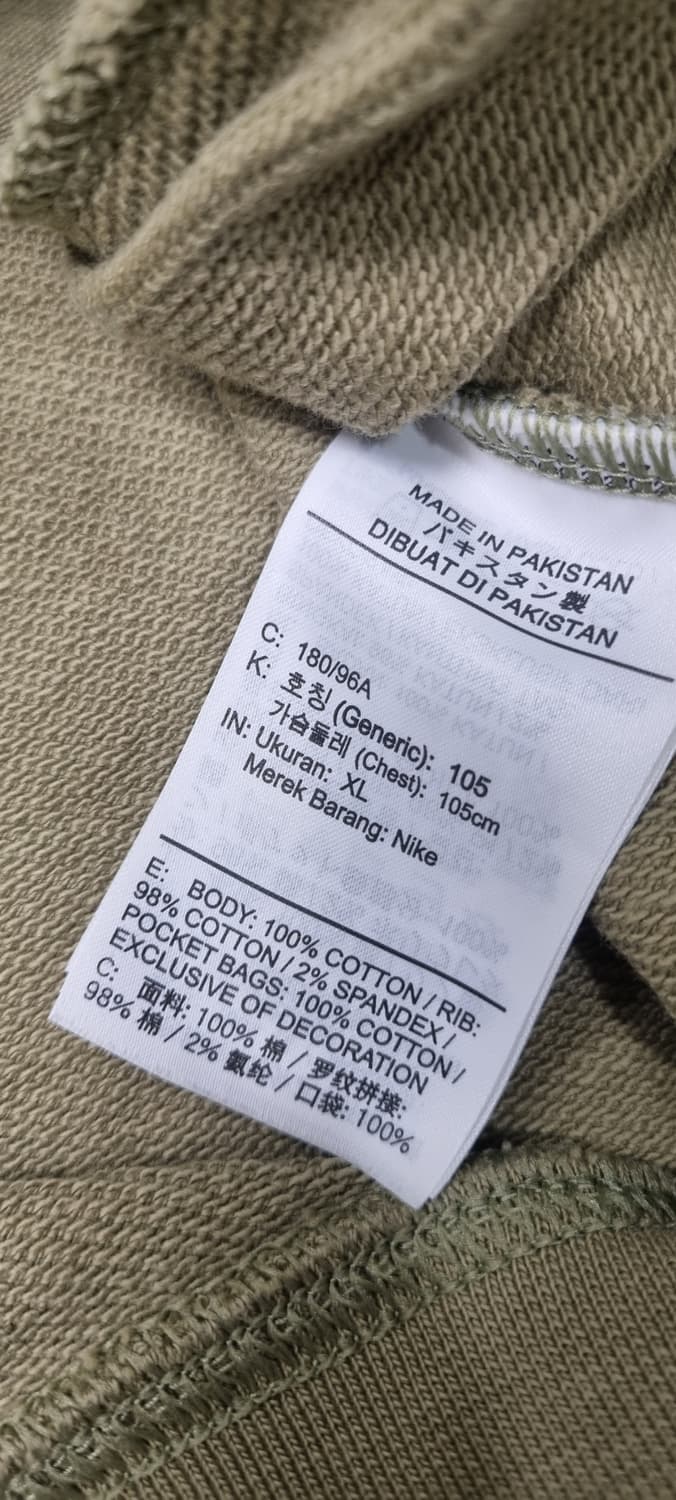 MADE IN PAKISTAN
パキスタン製
DIBUAT DI PAKISTAN
C: 180/96A
K: 호칭 (Generic): 105
가슴둘레 (Chest): 105cm
IN: Ukuran: XL
Merek Barang: Nike
E: BODY: 100% COTTON / RIB:
98% COTTON / 2% SPANDEX /
POCKET BAGS: 100% COTTON /
EXCLUSIVE OF DECORATION
C: 面料: 100% 棉 / 罗纹拼接:
98% 棉 / 2% 氨纶 / 口袋: 100%